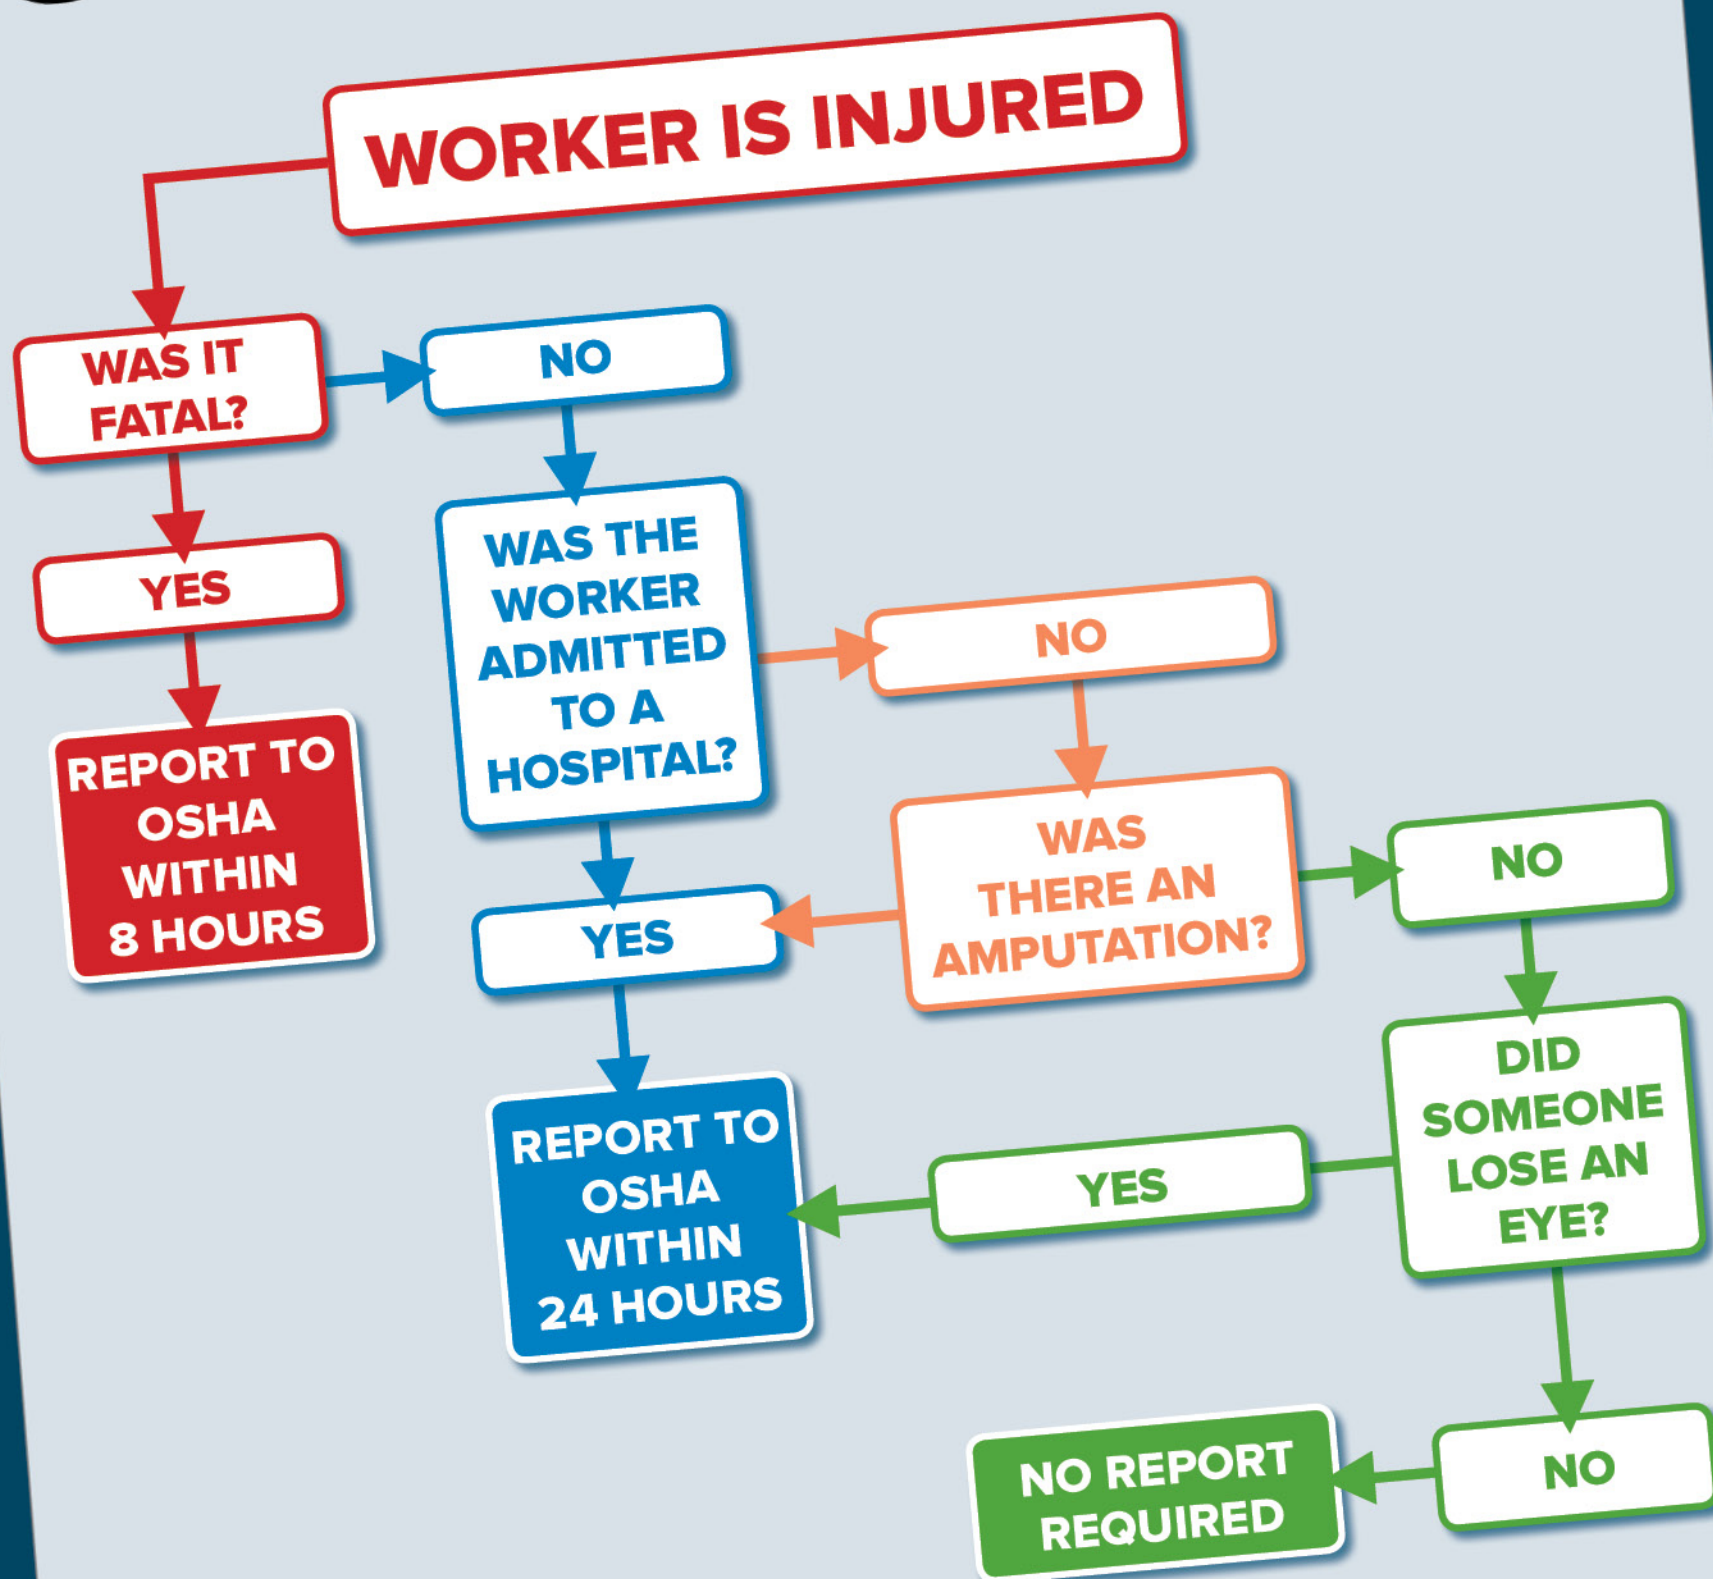 WORKER IS INJURED
WAS IT
FATAL?
NO
YES
REPORT TO
OSHA
WITHIN
8 HOURS
WAS THE
WORKER
ADMITTED
TO A
HOSPITAL?
NO
YES
REPORT TO
OSHA
WITHIN
24 HOURS
WAS
THERE AN
AMPUTATION?
NO
DID
SOMEONE
LOSE AN
EYE?
YES
NO
NO REPORT
REQUIRED